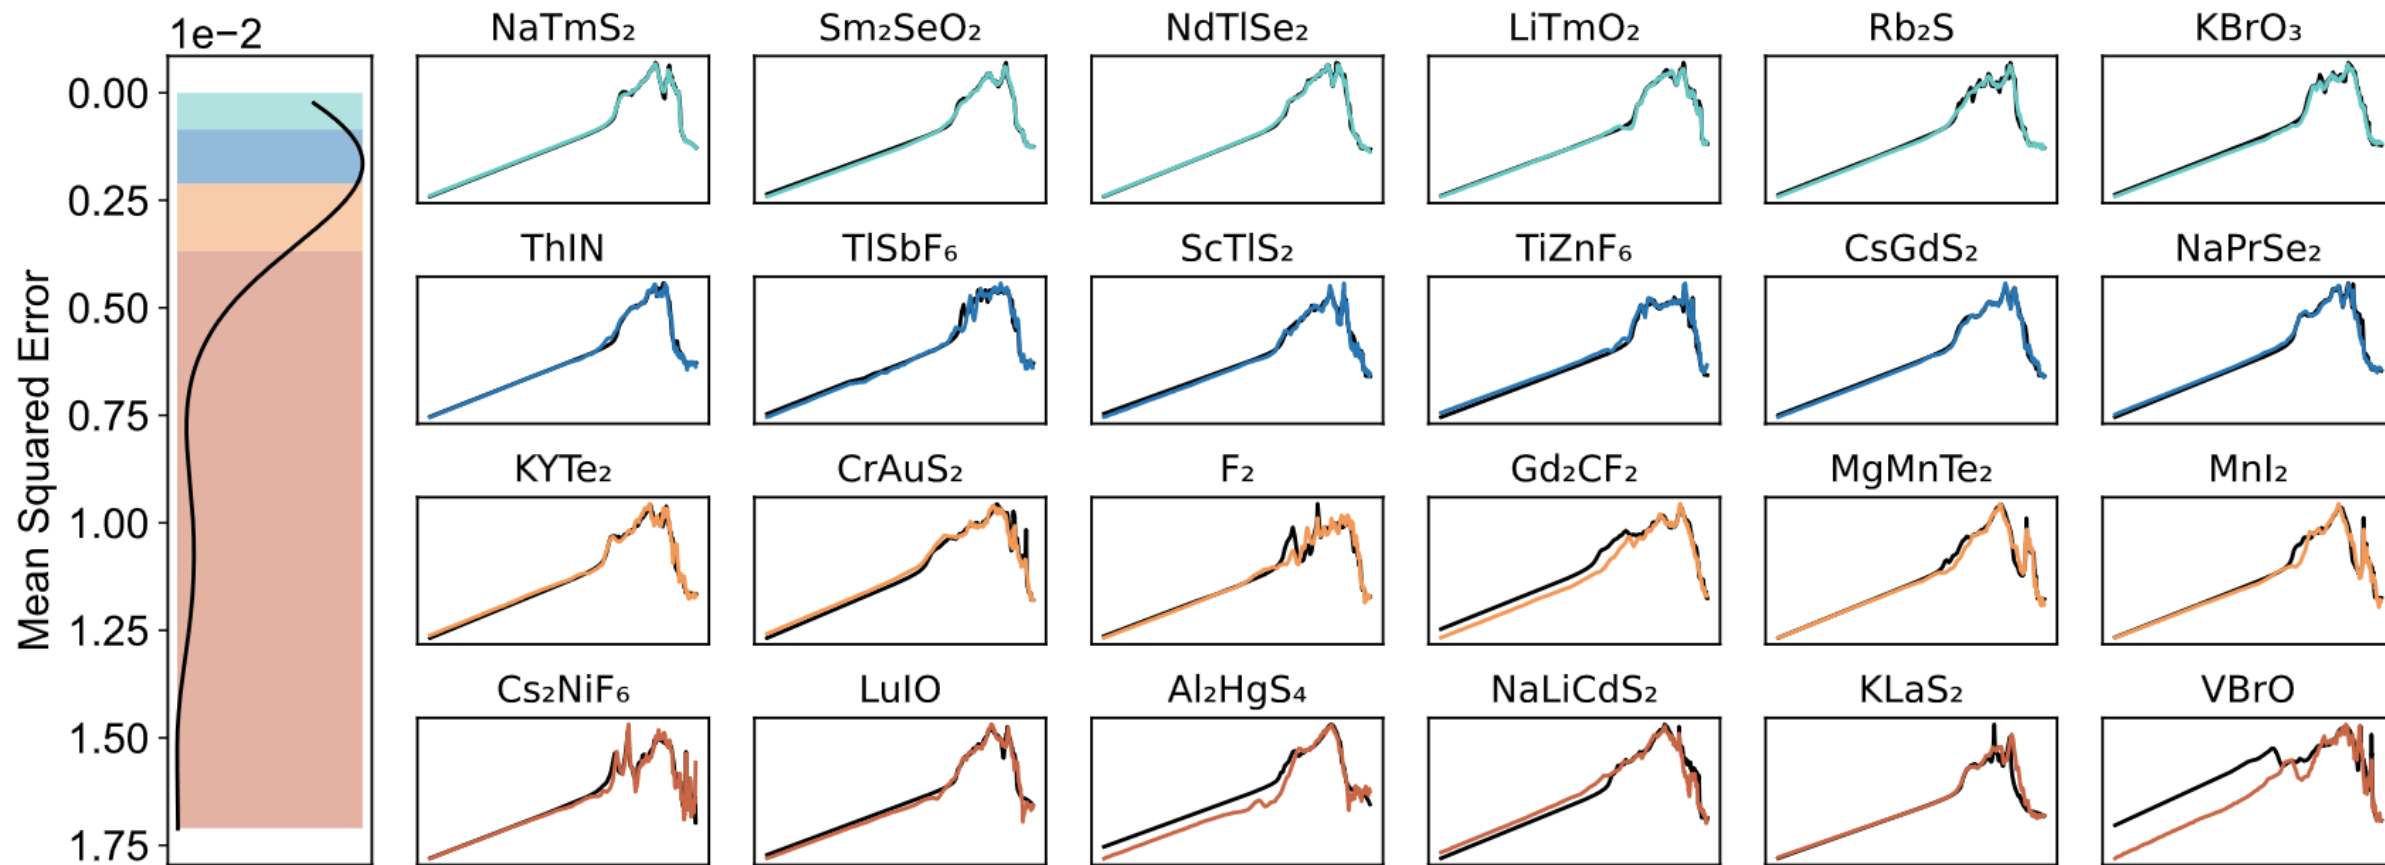 1e−2
NaTmS₂ Sm₂SeO₂ NdTlSe₂ LiTmO₂ Rb₂S KBrO₃
0.00
0.25
ThIN TlSbF₆ ScTlS₂ TiZnF₆ CsGdS₂ NaPrSe₂
0.50
0.75
KYTe₂ CrAuS₂ F₂ Gd₂CF₂ MgMnTe₂ MnI₂
1.00
1.25
Cs₂NiF₆ LuIO Al₂HgS₄ NaLiCdS₂ KLaS₂ VBrO
1.50
1.75
Mean Squared Error